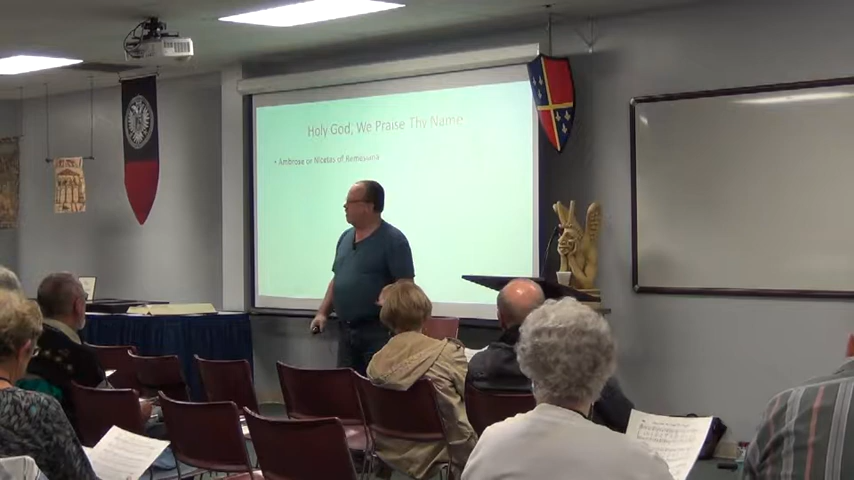 Holy God, We Praise Thy Name
• Ambrose or Nicetas of Remesiana